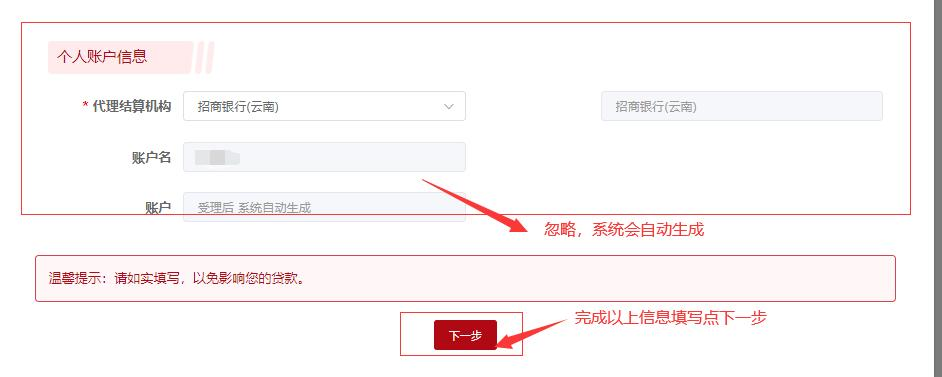 个人账户信息
* 代理结算机构 招商银行(云南) 招商银行(云南)
账户名
账户 受理后 系统自动生成
忽略，系统会自动生成
温馨提示：请如实填写，以免影响您的贷款。
完成以上信息填写点下一步
下一步